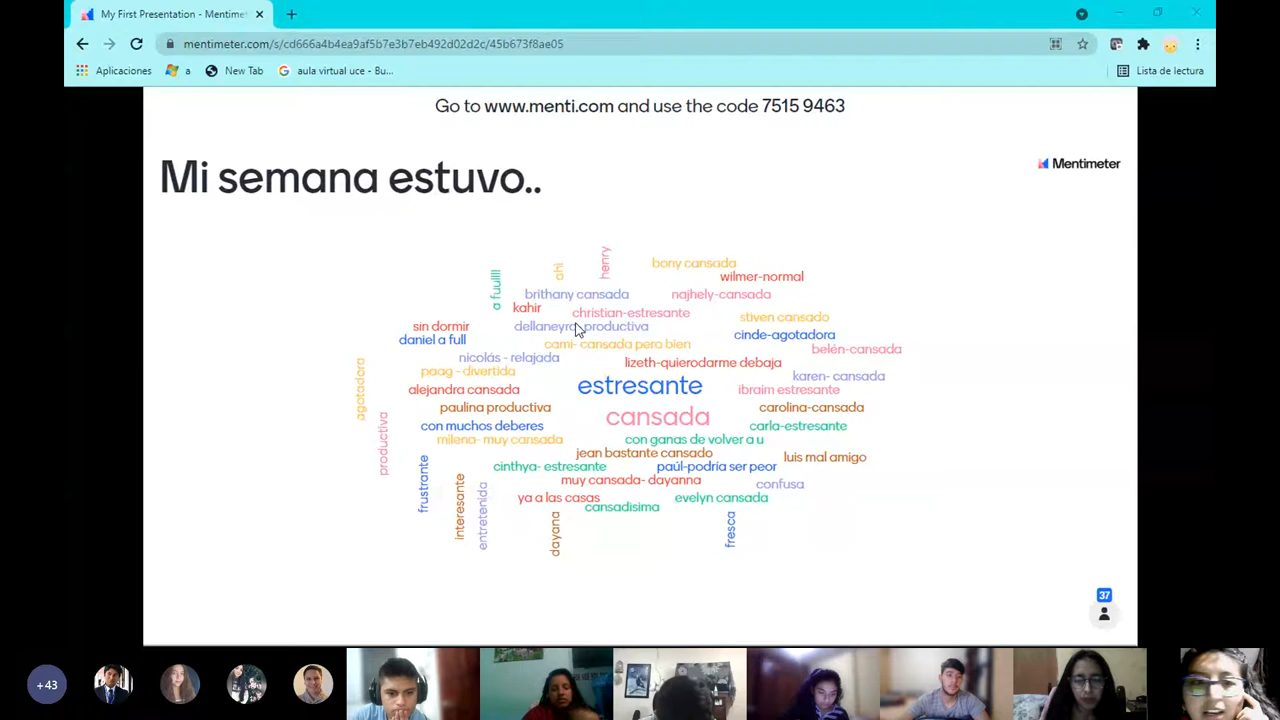 My First Presentation - Mentime
mentimeter.com/s/cd666a4b4ea9af5b7e3b7eb492d02d2c/45b673f8ae05
Aplicaciones
a
New Tab
aula virtual uce - Bu...
Lista de lectura
Go to www.menti.com and use the code 7515 9463
Mi semana estuvo..
Mentimeter
henry
ahi
a fuullll
bony cansada
wilmer-normal
brithany cansada
najhely-cansada
kahir
christian-estresante
stiven cansado
sin dormir
productiva
cinde-agotadora
daniel a full
cami- cansada pero bien
belén-cansada
nicolás - relajada
lizeth-quierodarme debaja
paag - divertida
karen- cansada
agotadora
alejandra cansada
estresante
ibraim estresante
paulina productiva
cansada
carolina-cansada
productiva
con muchos deberes
carla-estresante
milena- muy cansada
con ganas de volver a u
jean bastante cansado
luis mal amigo
cinthya- estresante
paúl-podría ser peor
frustrante
muy cansada- dayanna
confusa
interesante
entretenida
ya a las casas
evelyn cansada
cansadisima
dayana
fresca
37
+43